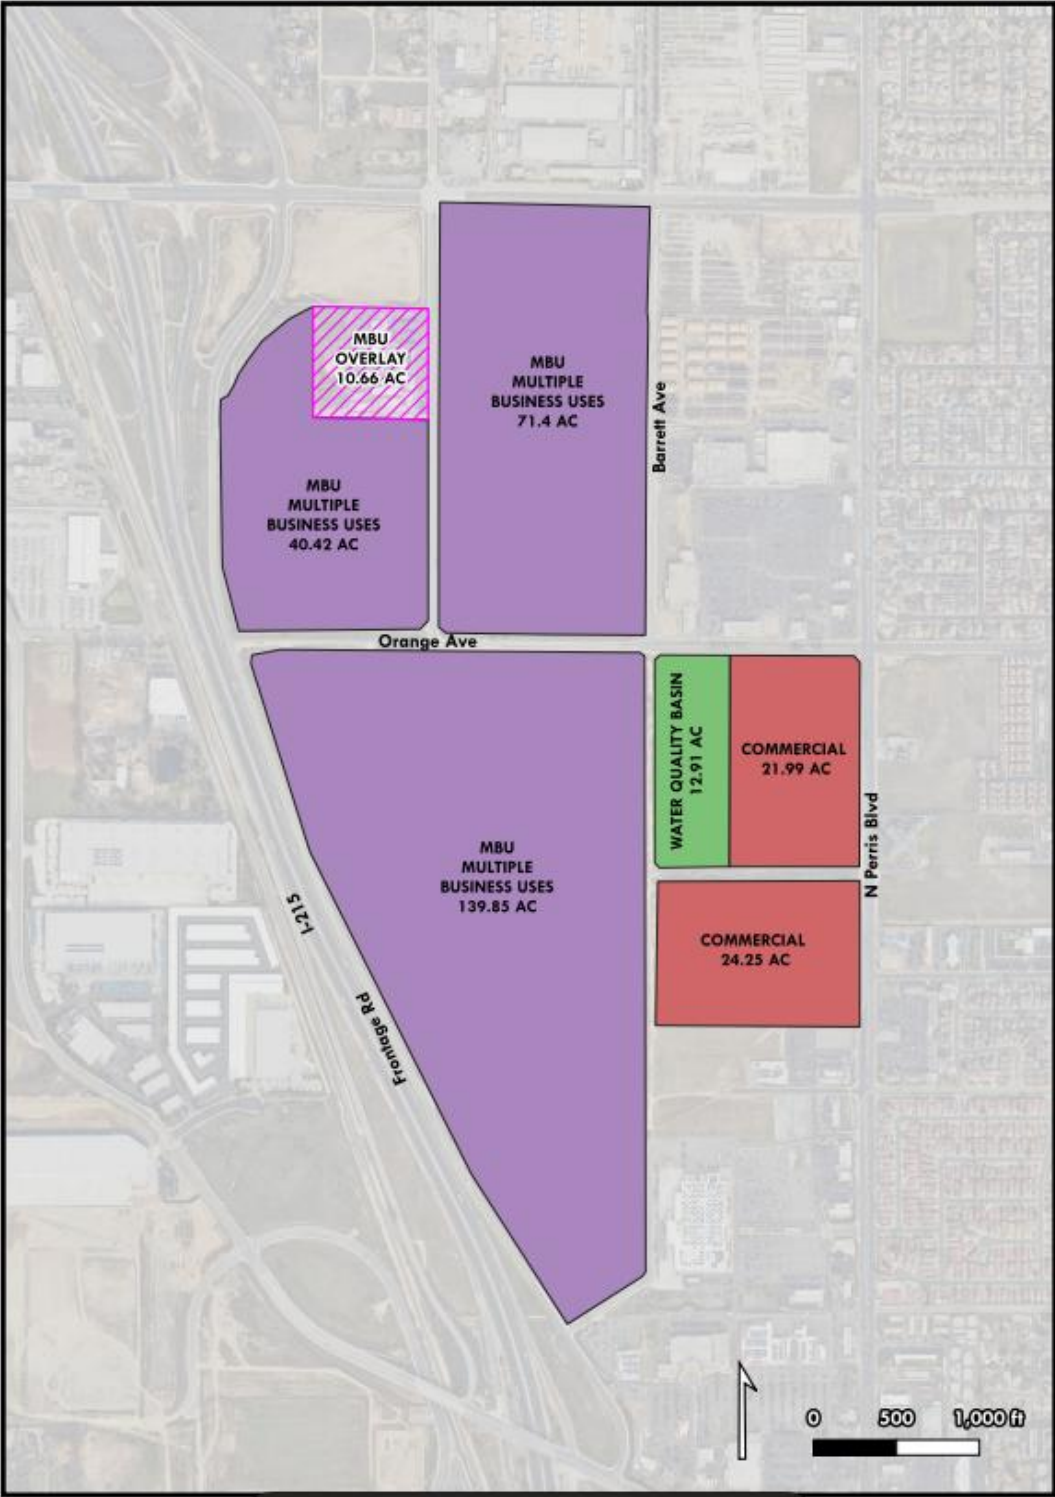 MBU
OVERLAY
10.66 AC
MBU
MULTIPLE
BUSINESS USES
71.4 AC
Barrett Ave
MBU
MULTIPLE
BUSINESS USES
40.42 AC
Orange Ave
WATER QUALITY BASIN
12.91 AC
COMMERCIAL
21.99 AC
N Perris Blvd
MBU
MULTIPLE
BUSINESS USES
139.85 AC
I-215
COMMERCIAL
24.25 AC
Frontage Rd
0 500 1,000 ft